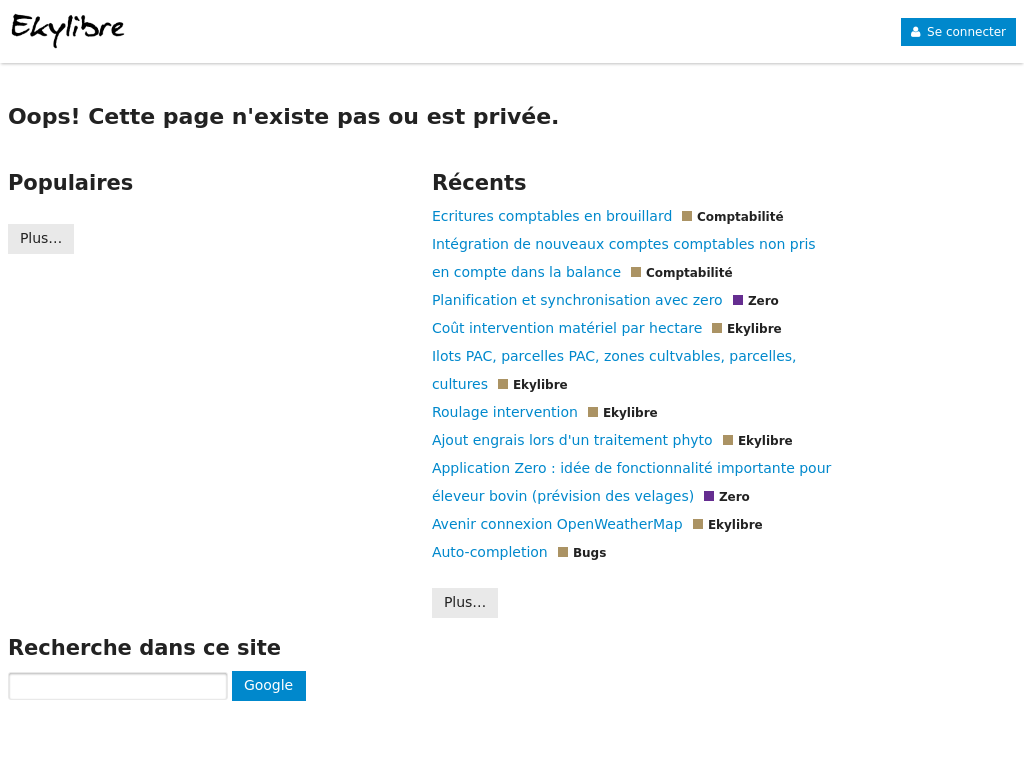 Ekylibre
Se connecter
Oops! Cette page n'existe pas ou est privée.
Populaires
Plus…
Récents
Ecritures comptables en brouillard Comptabilité
Intégration de nouveaux comptes comptables non pris
en compte dans la balance Comptabilité
Planification et synchronisation avec zero Zero
Coût intervention matériel par hectare Ekylibre
Ilots PAC, parcelles PAC, zones cultvables, parcelles,
cultures Ekylibre
Roulage intervention Ekylibre
Ajout engrais lors d'un traitement phyto Ekylibre
Application Zero : idée de fonctionnalité importante pour
éleveur bovin (prévision des velages) Zero
Avenir connexion OpenWeatherMap Ekylibre
Auto-completion Bugs
Plus…
Recherche dans ce site
Google